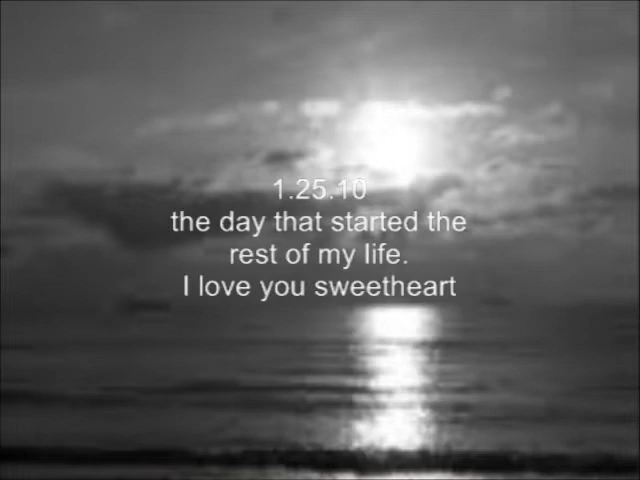 1.25.10
the day that started the
rest of my life.
I love you sweetheart